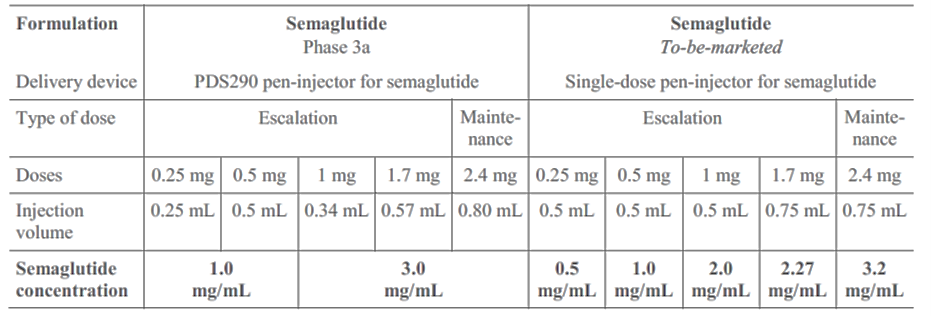 Formulation Semaglutide Semaglutide
Phase 3a To-be-marketed
Delivery device PDS290 pen-injector for semaglutide Single-dose pen-injector for semaglutide
Type of dose Escalation Mainte- Escalation Mainte-
nance nance
Doses 0.25 mg 0.5 mg 1 mg 1.7 mg 2.4 mg 0.25 mg 0.5 mg 1 mg 1.7 mg 2.4 mg
Injection 0.25 mL 0.5 mL 0.34 mL 0.57 mL 0.80 mL 0.5 mL 0.5 mL 0.5 mL 0.75 mL 0.75 mL
volume
Semaglutide 1.0 3.0 0.5 1.0 2.0 2.27 3.2
concentration mg/mL mg/mL mg/mL mg/mL mg/mL mg/mL mg/mL